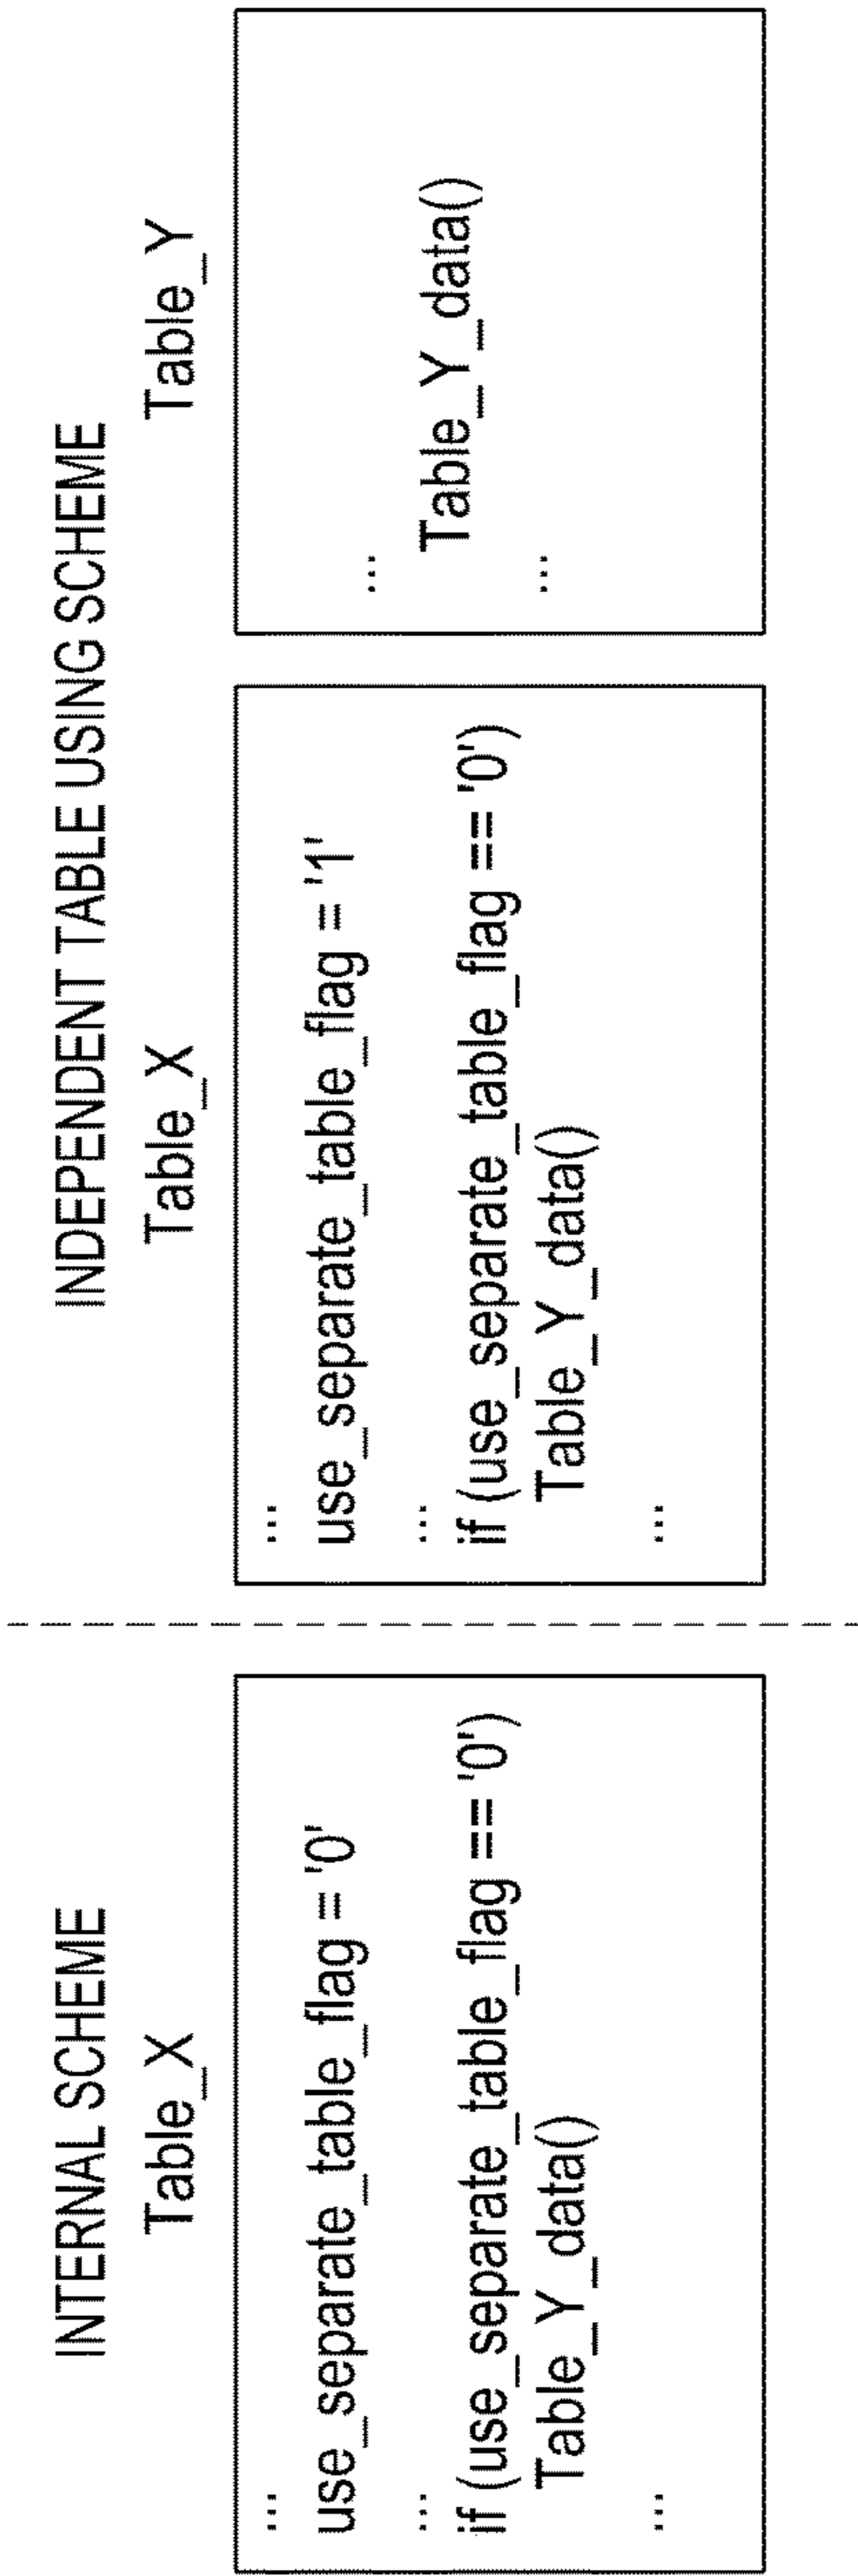 INTERNAL SCHEME
Table_X
...
use_separate_table_flag = '0'
...
if (use_separate_table_flag == '0')
Table_Y_data()
...
INDEPENDENT TABLE USING SCHEME
Table_X
...
use_separate_table_flag = '1'
...
if (use_separate_table_flag == '0')
Table_Y_data()
...
Table_Y
...
Table_Y_data()
...